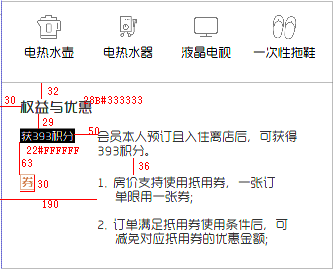 电热水壶 电热水器 液晶电视 一次性拖鞋
32
30 权益与优惠 28B#333333
29
获393积分 50 会员本人预订且入住离店后，可获得
22#FFFFFF 393积分。
63 36
券 30 1. 房价支持使用抵用券，一张订
单限用一张券。
190
2. 订单满足抵用券使用条件后，可
减免对应抵用券的优惠金额；